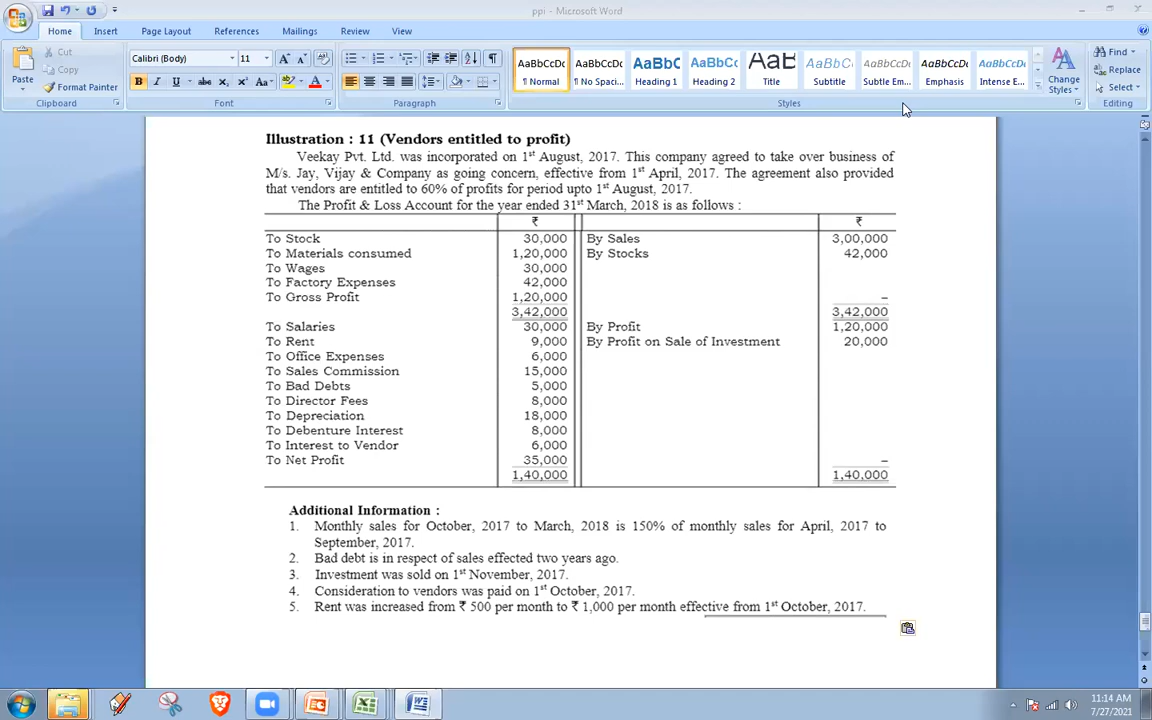 ppi - Microsoft Word
Home Insert Page Layout References Mailings Review View
Paste
Cut
Copy
Format Painter
Clipboard
Calibri (Body) 11
B I U abc x₂ x² Aa
Font
Paragraph
AaBbCcDc AaBbCcDc AaBbC AaBbCc AaB AaBbCc. AaBbCcDc AaBbCcDc AaBbCcDc
¶ Normal ¶ No Spaci... Heading 1 Heading 2 Title Subtitle Subtle Em... Emphasis Intense E...
Change Styles
Styles
Find
Replace
Select
Editing
Illustration : 11 (Vendors entitled to profit)
Veekay Pvt. Ltd. was incorporated on 1st August, 2017. This company agreed to take over business of
M/s. Jay, Vijay & Company as going concern, effective from 1st April, 2017. The agreement also provided
that vendors are entitled to 60% of profits for period upto 1st August, 2017.
The Profit & Loss Account for the year ended 31st March, 2018 is as follows :
₹ ₹
To Stock 30,000 By Sales 3,00,000
To Materials consumed 1,20,000 By Stocks 42,000
To Wages 30,000
To Factory Expenses 42,000
To Gross Profit 1,20,000 –
3,42,000 3,42,000
To Salaries 30,000 By Profit 1,20,000
To Rent 9,000 By Profit on Sale of Investment 20,000
To Office Expenses 6,000
To Sales Commission 15,000
To Bad Debts 5,000
To Director Fees 8,000
To Depreciation 18,000
To Debenture Interest 8,000
To Interest to Vendor 6,000
To Net Profit 35,000 –
1,40,000 1,40,000
Additional Information :
1. Monthly sales for October, 2017 to March, 2018 is 150% of monthly sales for April, 2017 to
September, 2017.
2. Bad debt is in respect of sales effected two years ago.
3. Investment was sold on 1st November, 2017.
4. Consideration to vendors was paid on 1st October, 2017.
5. Rent was increased from ₹ 500 per month to ₹ 1,000 per month effective from 1st October, 2017.
11:14 AM
7/27/2021